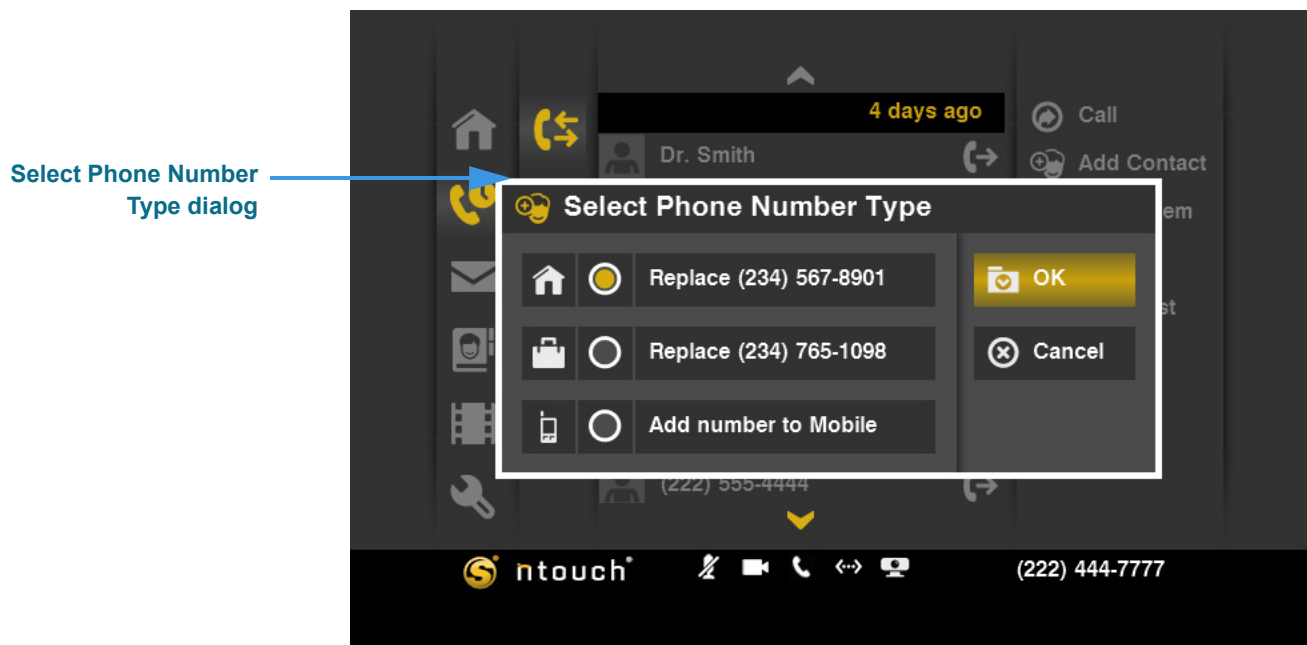 Select Phone Number
Type dialog
4 days ago
Dr. Smith
Call
Add Contact
em
st
Select Phone Number Type
Replace (234) 567-8901
Replace (234) 765-1098
Add number to Mobile
OK
Cancel
(222) 555-4444
ntouch
(222) 444-7777